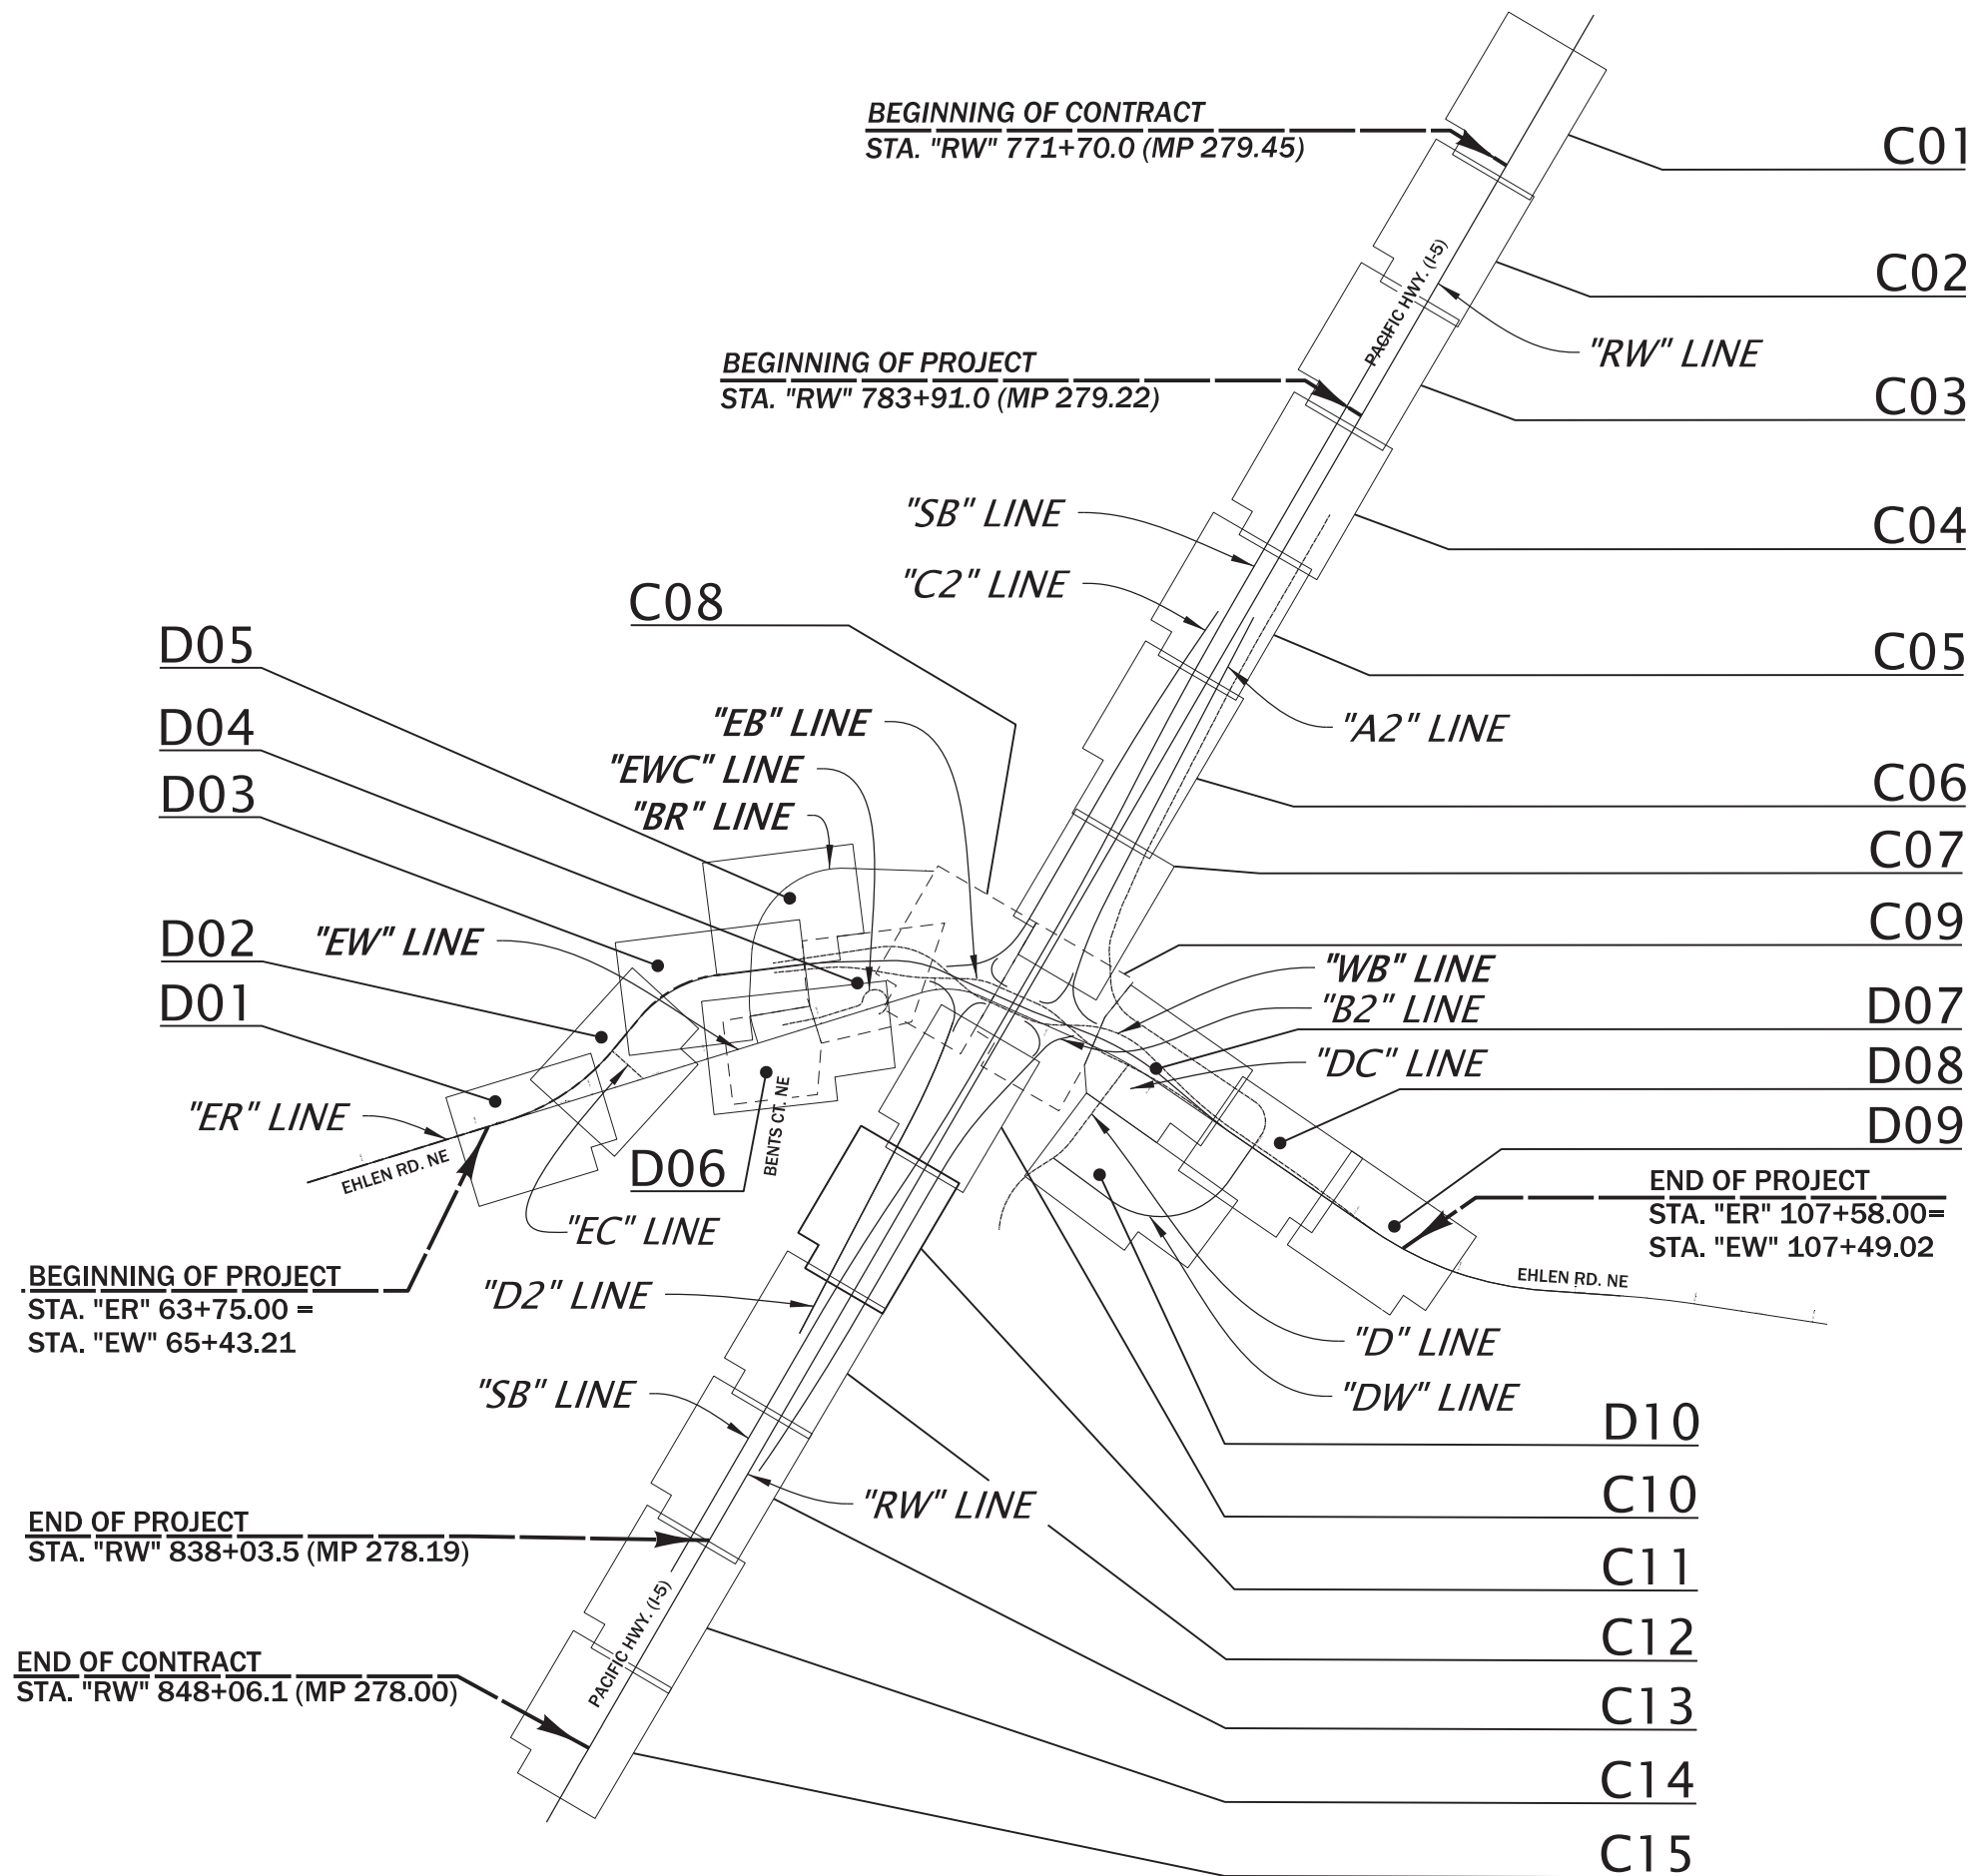 BEGINNING OF CONTRACT
STA. "RW" 771+70.0 (MP 279.45)
C01
C02
PACIFIC HWY. (I-5)
"RW" LINE
BEGINNING OF PROJECT
STA. "RW" 783+91.0 (MP 279.22)
C03
"SB" LINE
C04
"C2" LINE
C08
D05
C05
"EB" LINE
"A2" LINE
D04
"EWC" LINE
D03
C06
"BR" LINE
C07
D02
"EW" LINE
C09
"WB" LINE
D01
"B2" LINE
D07
"DC" LINE
D08
"ER" LINE
BENTS CT. NE
D09
EHLEN RD. NE
D06
END OF PROJECT
STA. "ER" 107+58.00=
STA. "EW" 107+49.02
"EC" LINE
BEGINNING OF PROJECT
STA. "ER" 63+75.00 =
STA. "EW" 65+43.21
EHLEN RD. NE
"D2" LINE
"D" LINE
"SB" LINE
"DW" LINE
D10
C10
"RW" LINE
END OF PROJECT
STA. "RW" 838+03.5 (MP 278.19)
C11
PACIFIC HWY. (I-5)
C12
END OF CONTRACT
STA. "RW" 848+06.1 (MP 278.00)
C13
C14
C15